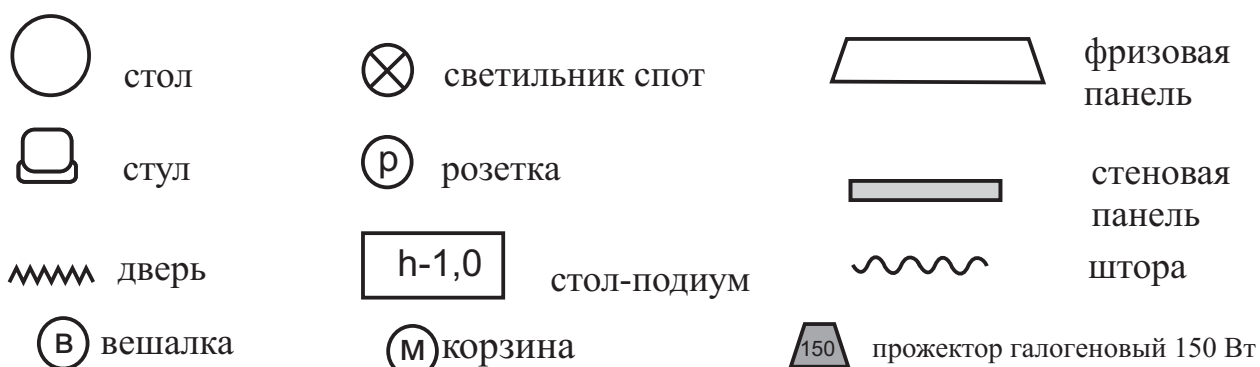 стол
светильник спот
фризовая
панель
стул
р
розетка
стеновая
панель
дверь
h-1,0
стол-подиум
штора
в вешалка
м корзина
150 прожектор галогеновый 150 Вт